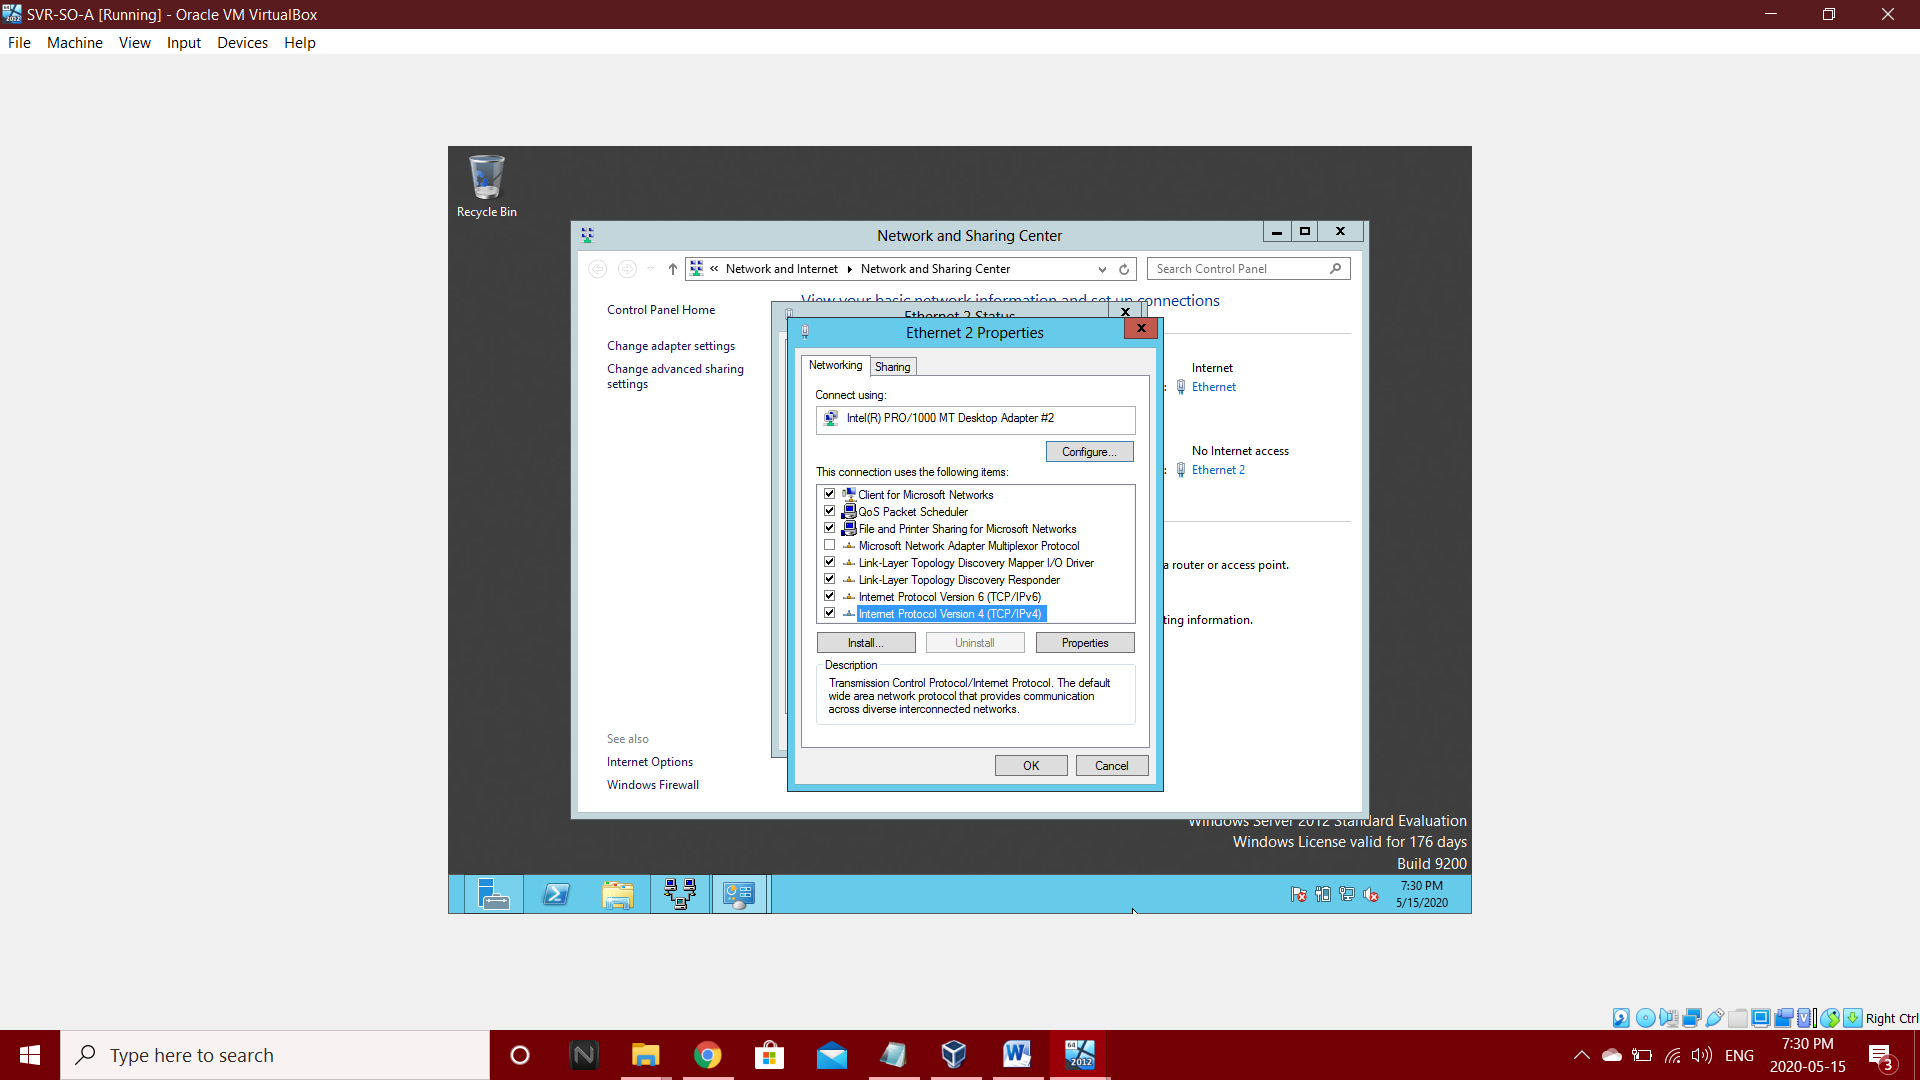 SVR-SO-A [Running] - Oracle VM VirtualBox
File Machine View Input Devices Help
Recycle Bin
Network and Sharing Center
« Network and Internet Network and Sharing Center
Search Control Panel
Control Panel Home
Change adapter settings
Change advanced sharing
settings
View your basic network information and set up connections
Ethernet 2 Status
Ethernet 2 Properties
Networking Sharing
Connect using:
Intel(R) PRO/1000 MT Desktop Adapter #2
Configure...
This connection uses the following items:
Client for Microsoft Networks
QoS Packet Scheduler
File and Printer Sharing for Microsoft Networks
Microsoft Network Adapter Multiplexor Protocol
Link-Layer Topology Discovery Mapper I/O Driver
Link-Layer Topology Discovery Responder
Internet Protocol Version 6 (TCP/IPv6)
Internet Protocol Version 4 (TCP/IPv4)
Install... Uninstall Properties
Description
Transmission Control Protocol/Internet Protocol. The default
wide area network protocol that provides communication
across diverse interconnected networks.
OK Cancel
Internet
: Ethernet
No Internet access
: Ethernet 2
a router or access point.
ting information.
See also
Internet Options
Windows Firewall
Windows Server 2012 Standard Evaluation
Windows License valid for 176 days
Build 9200
7:30 PM
5/15/2020
Right Ctrl
Type here to search
64
2012
ENG
7:30 PM
2020-05-15
3